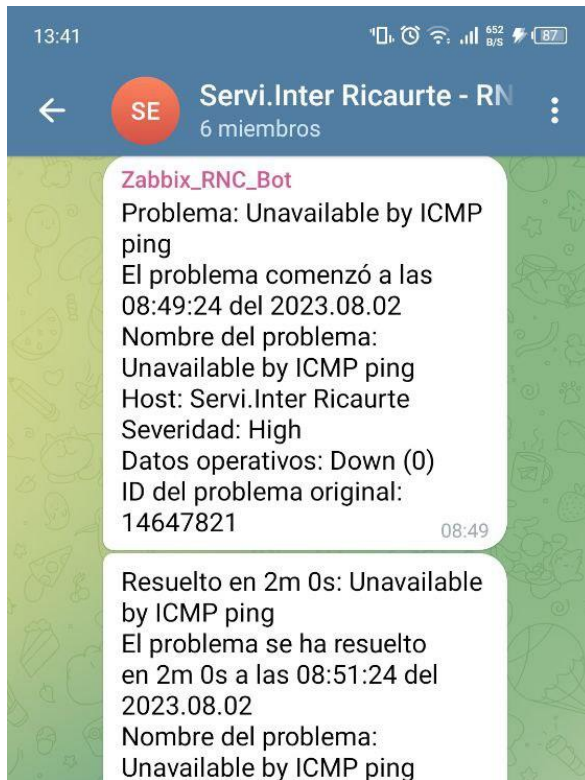 13:41
652
B/S
87
SE
Servi.Inter Ricaurte - RN
6 miembros
Zabbix_RNC_Bot
Problema: Unavailable by ICMP
ping
El problema comenzó a las
08:49:24 del 2023.08.02
Nombre del problema:
Unavailable by ICMP ping
Host: Servi.Inter Ricaurte
Severidad: High
Datos operativos: Down (0)
ID del problema original:
14647821
08:49
Resuelto en 2m 0s: Unavailable
by ICMP ping
El problema se ha resuelto
en 2m 0s a las 08:51:24 del
2023.08.02
Nombre del problema:
Unavailable by ICMP ping